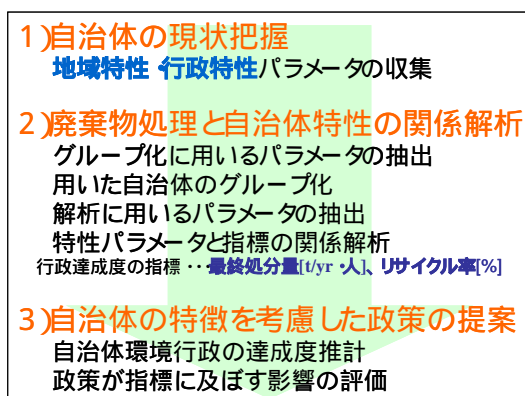 1)自治体の現状把握
地域特性・行政特性パラメータの収集
2)廃棄物処理と自治体特性の関係解析
グループ化に用いるパラメータの抽出
用いた自治体のグループ化
解析に用いるパラメータの抽出
特性パラメータと指標の関係解析
行政達成度の指標・・最終処分量[t/yr・人]、リサイクル率[%]
3)自治体の特徴を考慮した政策の提案
自治体環境行政の達成度推計
政策が指標に及ぼす影響の評価